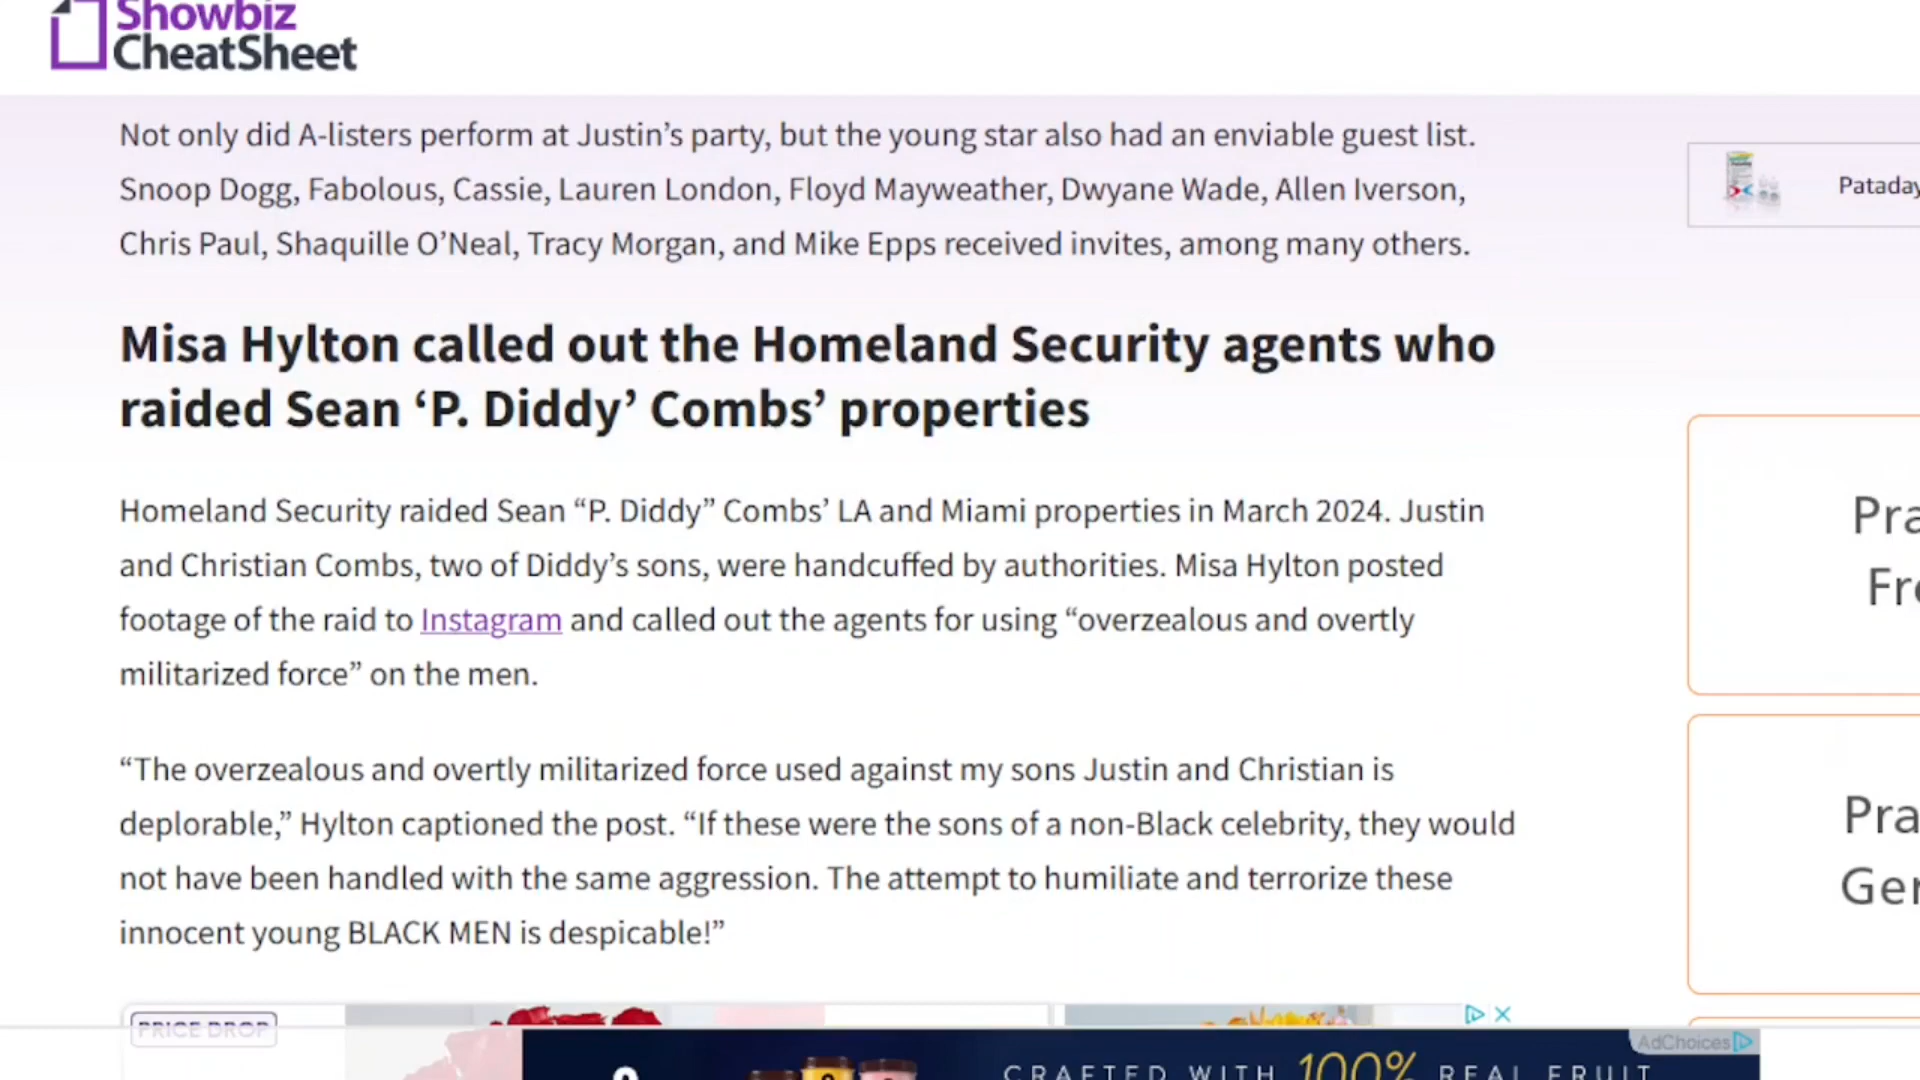 Showbiz
CheatSheet
Not only did A-listers perform at Justin’s party, but the young star also had an enviable guest list.
Snoop Dogg, Fabolous, Cassie, Lauren London, Floyd Mayweather, Dwyane Wade, Allen Iverson,
Chris Paul, Shaquille O’Neal, Tracy Morgan, and Mike Epps received invites, among many others.
Misa Hylton called out the Homeland Security agents who
raided Sean ‘P. Diddy’ Combs’ properties
Homeland Security raided Sean “P. Diddy” Combs’ LA and Miami properties in March 2024. Justin
and Christian Combs, two of Diddy’s sons, were handcuffed by authorities. Misa Hylton posted
footage of the raid to Instagram and called out the agents for using “overzealous and overtly
militarized force” on the men.
“The overzealous and overtly militarized force used against my sons Justin and Christian is
deplorable,” Hylton captioned the post. “If these were the sons of a non-Black celebrity, they would
not have been handled with the same aggression. The attempt to humiliate and terrorize these
innocent young BLACK MEN is despicable!”
Pataday
Pra
Fre
Pra
Ger
PRICE DROP
AdChoices
CRAFTED WITH 100% REAL FRUIT